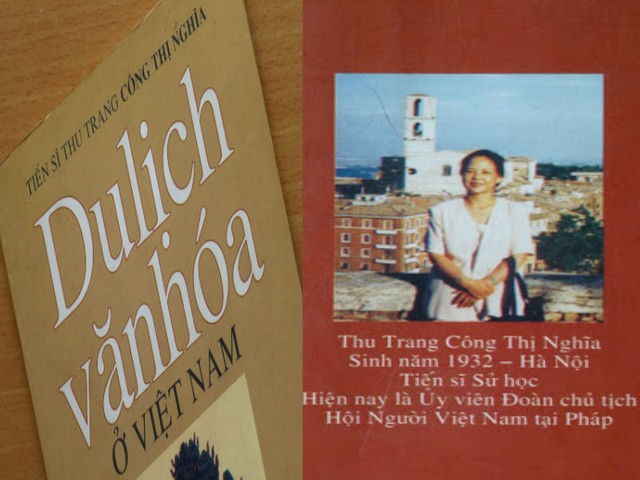 TIẾN SĨ THU TRANG CÔNG THỊ NGHĨA
Du lịch
văn hóa
Ở VIỆT NAM
Thu Trang Công Thị Nghĩa
Sinh năm 1932 – Hà Nội
Tiến sĩ Sử học
Hiện nay là Ủy viên Đoàn chủ tịch
Hội Người Việt Nam tại Pháp